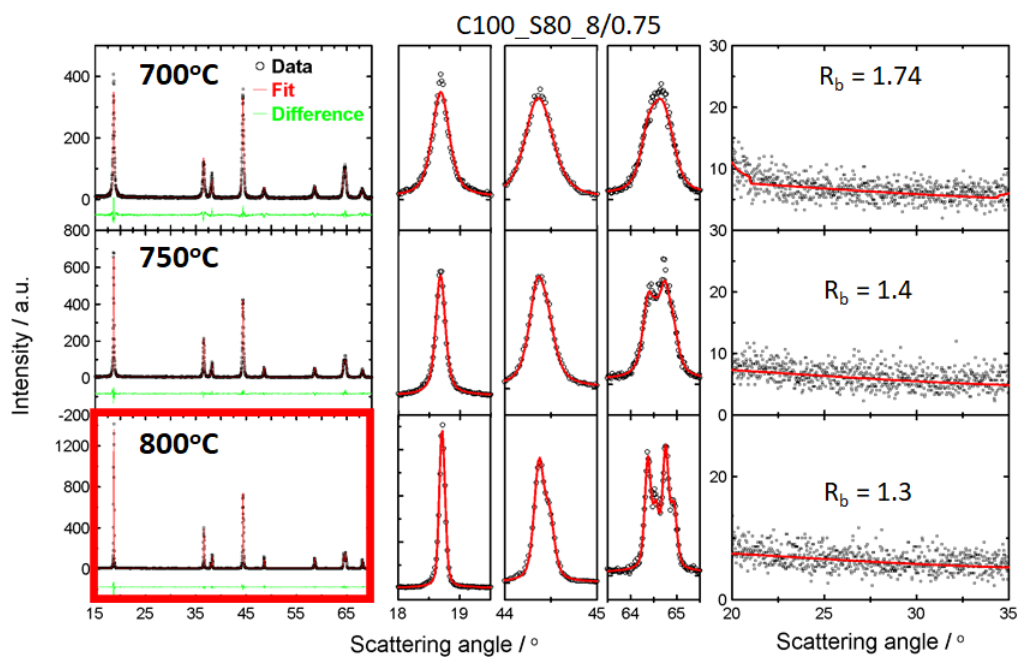 C100_S80_8/0.75
700°C
Data
Fit
Difference
R_b = 1.74
400
200
0
30
20
10
0
750°C
R_b = 1.4
800
600
400
200
0
-200
30
20
10
0
800°C
R_b = 1.3
1200
800
400
0
20
0
Intensity / a.u.
15 25 35 45 55 65
18 19
44 45
64 65
20 25 30 35
Scattering angle / °
Scattering angle / °